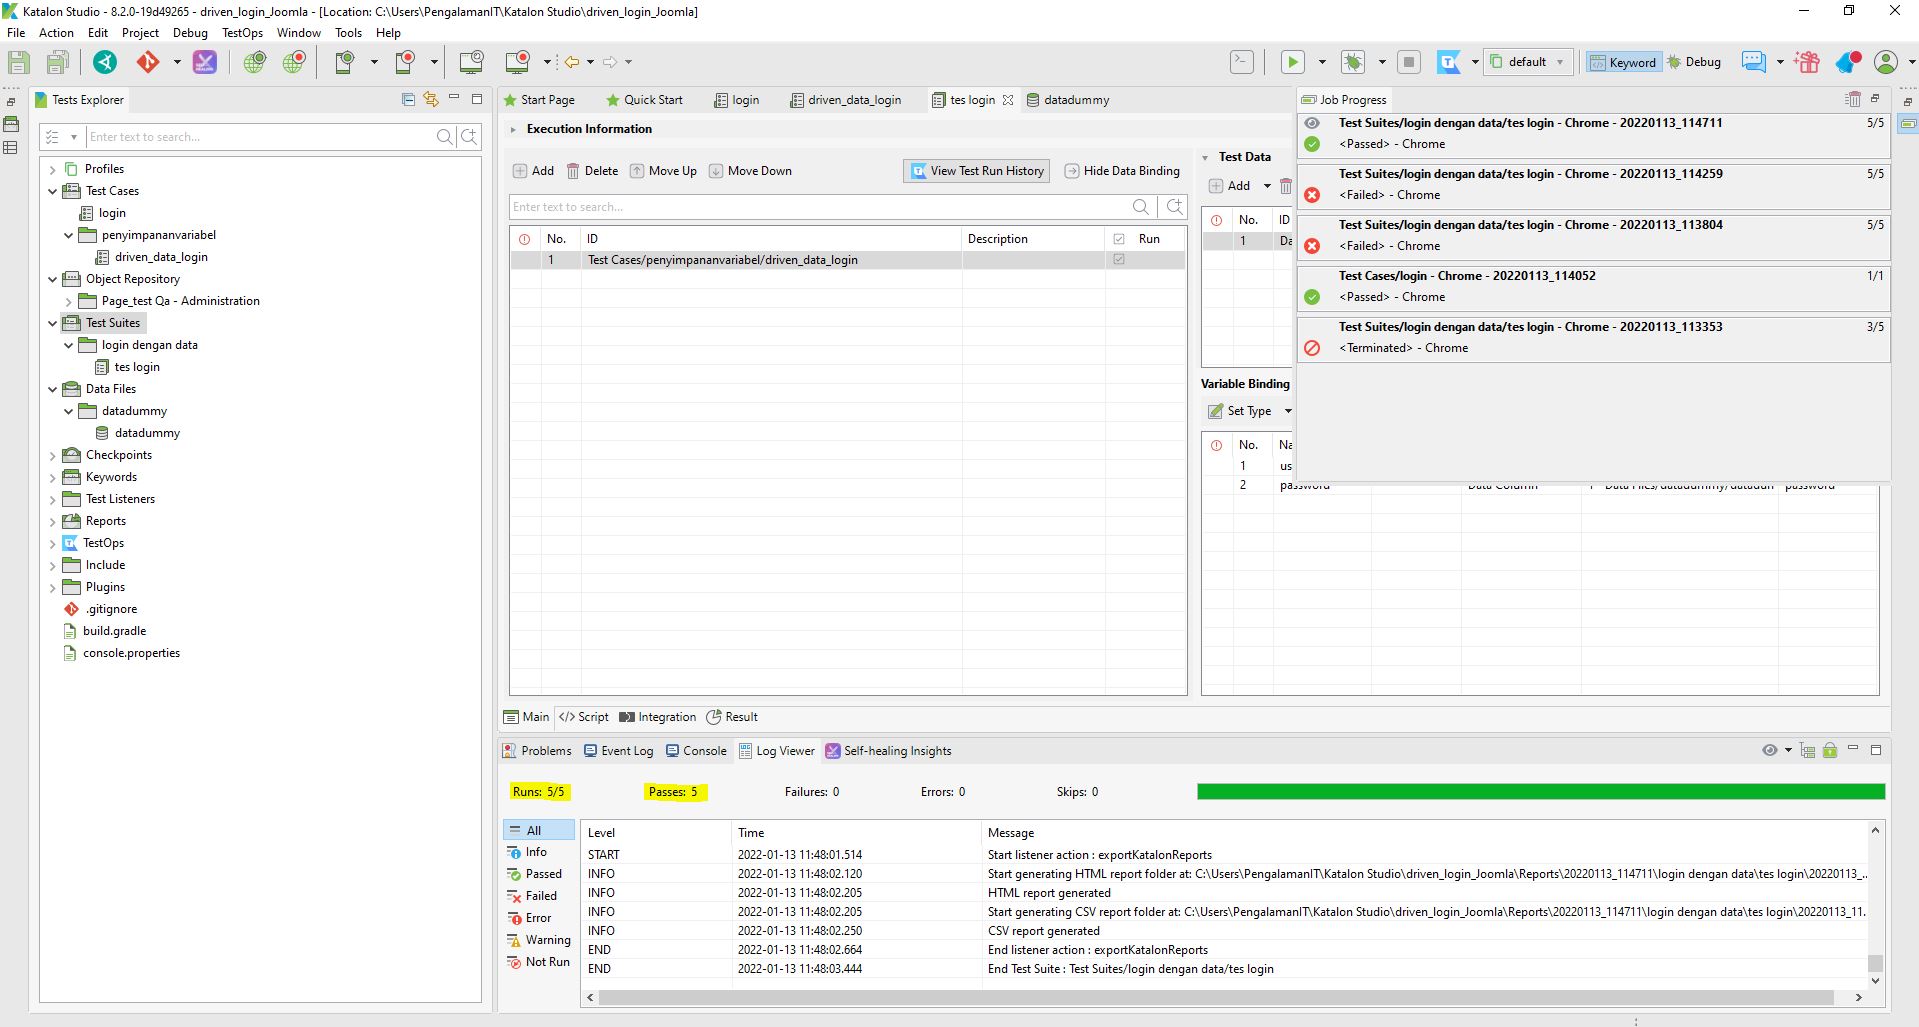 Katalon Studio - 8.2.0-19d49265 - driven_login_Joomla - [Location: C:\Users\PengalamanIT\Katalon Studio\driven_login_Joomla]
File Action Edit Project Debug TestOps Window Tools Help
default Keyword Debug
Tests Explorer
Enter text to search...
Profiles
Test Cases
login
penyimpananvariabel
driven_data_login
Object Repository
Page_test Qa - Administration
Test Suites
login dengan data
tes login
Data Files
datadummy
datadummy
Checkpoints
Keywords
Test Listeners
Reports
TestOps
Include
Plugins
.gitignore
build.gradle
console.properties
Start Page Quick Start login driven_data_login tes login datadummy
Execution Information
Add Delete Move Up Move Down View Test Run History Hide Data Binding
Enter text to search...
No. ID Description Run
1 Test Cases/penyimpananvariabel/driven_data_login
Test Data
Add
No. ID
1 Da
Variable Binding
Set Type
No. Na
1 us
2 password Data Column password
Job Progress
Test Suites/login dengan data/tes login - Chrome - 20220113_114711 5/5
<Passed> - Chrome
Test Suites/login dengan data/tes login - Chrome - 20220113_114259 5/5
<Failed> - Chrome
Test Suites/login dengan data/tes login - Chrome - 20220113_113804 5/5
<Failed> - Chrome
Test Cases/login - Chrome - 20220113_114052 1/1
<Passed> - Chrome
Test Suites/login dengan data/tes login - Chrome - 20220113_113353 3/5
<Terminated> - Chrome
Main </> Script Integration Result
Problems Event Log Console Log Viewer Self-healing Insights
Runs: 5/5 Passes: 5 Failures: 0 Errors: 0 Skips: 0
All
Info
Passed
Failed
Error
Warning
Not Run
Level Time Message
START 2022-01-13 11:48:01.514 Start listener action : exportKatalonReports
INFO 2022-01-13 11:48:02.120 Start generating HTML report folder at: C:\Users\PengalamanIT\Katalon Studio\driven_login_Joomla\Reports\20220113_114711\login dengan data\tes login\20220113_...
INFO 2022-01-13 11:48:02.205 HTML report generated
INFO 2022-01-13 11:48:02.205 Start generating CSV report folder at: C:\Users\PengalamanIT\Katalon Studio\driven_login_Joomla\Reports\20220113_114711\login dengan data\tes login\20220113_11...
INFO 2022-01-13 11:48:02.250 CSV report generated
END 2022-01-13 11:48:02.664 End listener action : exportKatalonReports
END 2022-01-13 11:48:03.444 End Test Suite : Test Suites/login dengan data/tes login